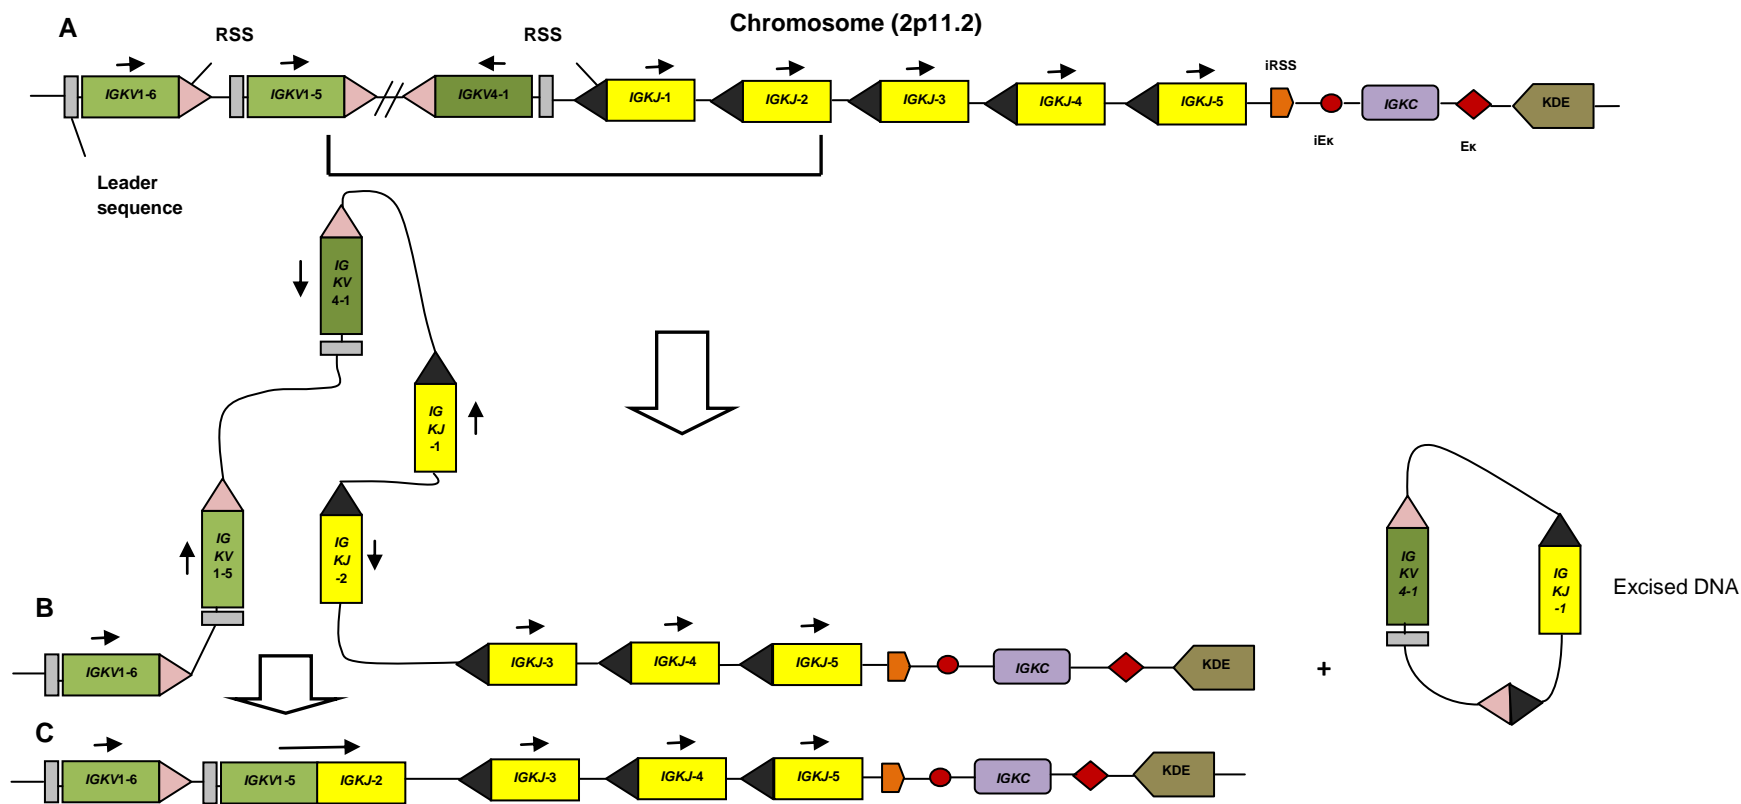 Chromosome (2p11.2)
A
RSS
RSS
IGKV1-6
IGKV1-5
IGKV4-1
IGKJ-1
IGKJ-2
IGKJ-3
IGKJ-4
IGKJ-5
iRSS
IGKC
KDE
iEκ
Eκ
Leader
sequence
IG
KV
4-1
IG
KJ
-1
IG
KV
1-5
IG
KJ
-2
IG
KV
4-1
IG
KJ
-1
Excised DNA
B
IGKV1-6
IGKJ-3
IGKJ-4
IGKJ-5
IGKC
KDE
+
C
IGKV1-6
IGKV1-5
IGKJ-2
IGKJ-3
IGKJ-4
IGKJ-5
IGKC
KDE